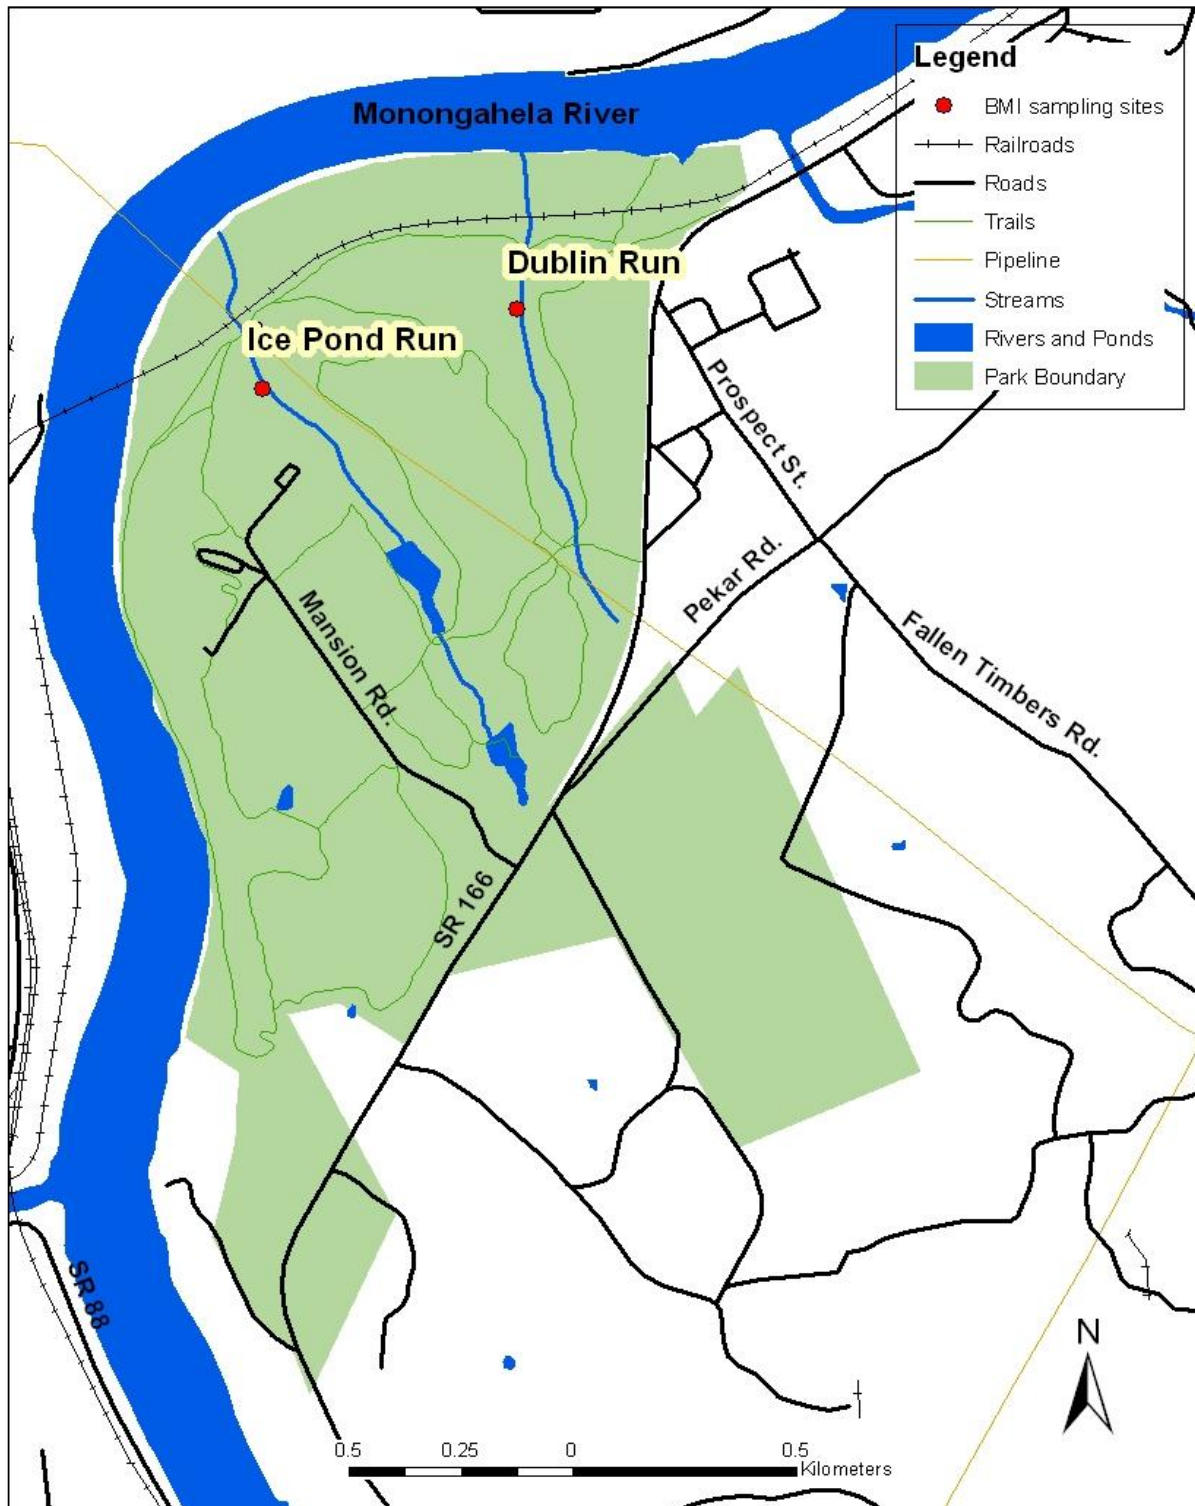 Legend
Monongahela River
BMI sampling sites
Railroads
Roads
Trails
Pipeline
Streams
Rivers and Ponds
Park Boundary
Dublin Run
Ice Pond Run
Prospect St.
Pekar Rd.
Mansion Rd.
Fallen Timbers Rd.
SR 166
SR 88
N
0.5 0.25 0 0.5
Kilometers